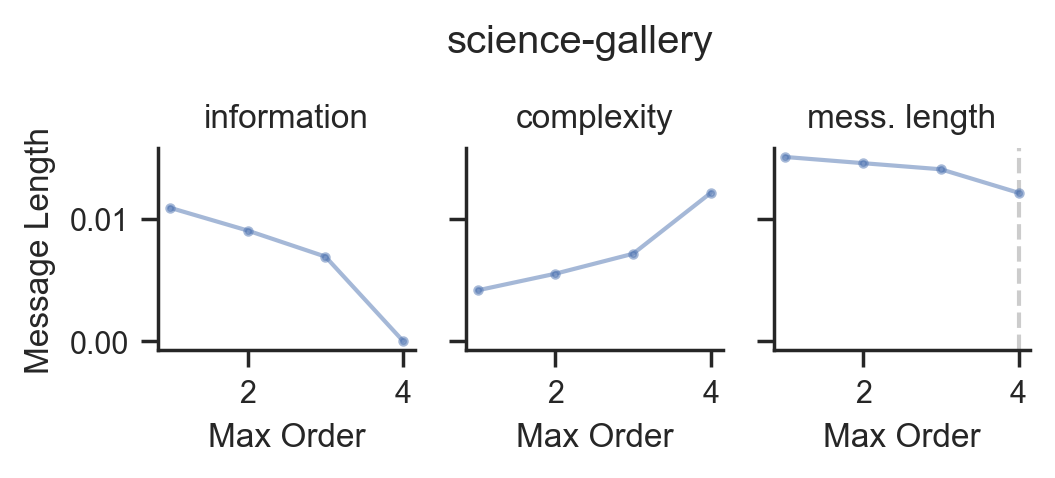 science-gallery
information
complexity
mess. length
Message Length
0.01
0.00
2
4
2
4
2
4
Max Order
Max Order
Max Order